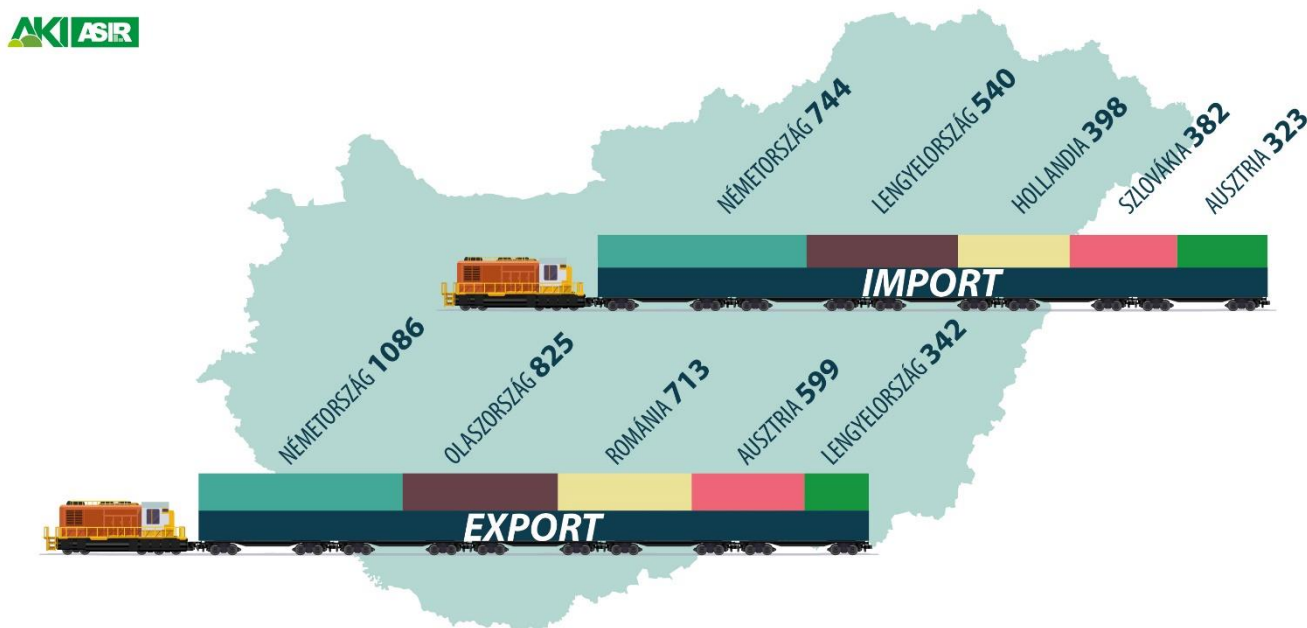 AKI ASIR
NÉMETORSZÁG 744
LENGYELORSZÁG 540
HOLLANDIA 398
SZLOVÁKIA 382
AUSZTRIA 323
IMPORT
NÉMETORSZÁG 1086
OLASZORSZÁG 825
ROMÁNIA 713
AUSZTRIA 599
LENGYELORSZÁG 342
EXPORT